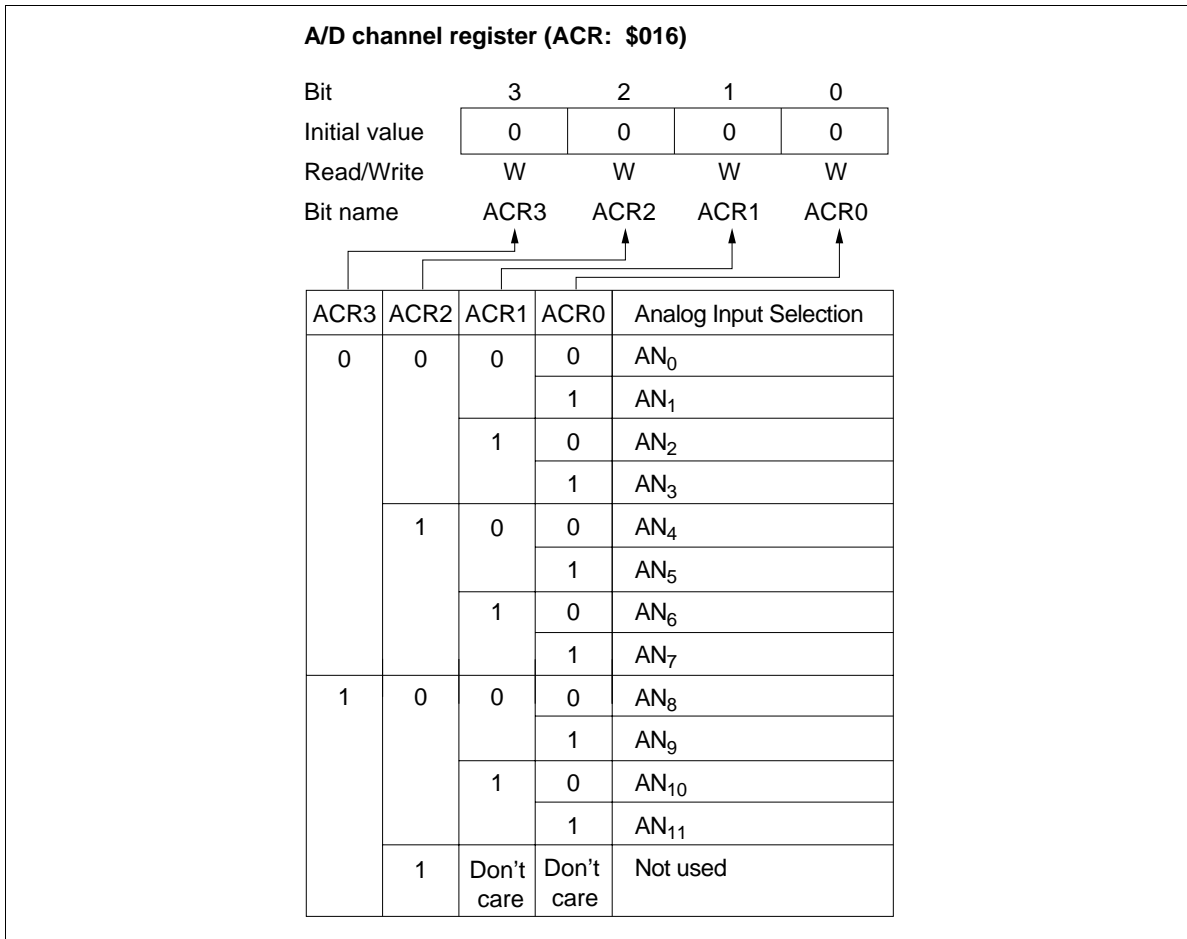 A/D channel register (ACR: $016)
Bit 3 2 1 0
Initial value 0 0 0 0
Read/Write W W W W
Bit name ACR3 ACR2 ACR1 ACR0
ACR3 ACR2 ACR1 ACR0 Analog Input Selection
0 0 0 0 AN0
1 AN1
1 0 AN2
1 AN3
1 0 0 AN4
1 AN5
1 0 AN6
1 AN7
1 0 0 0 AN8
1 AN9
1 0 AN10
1 AN11
1 Don't Don't Not used
care care